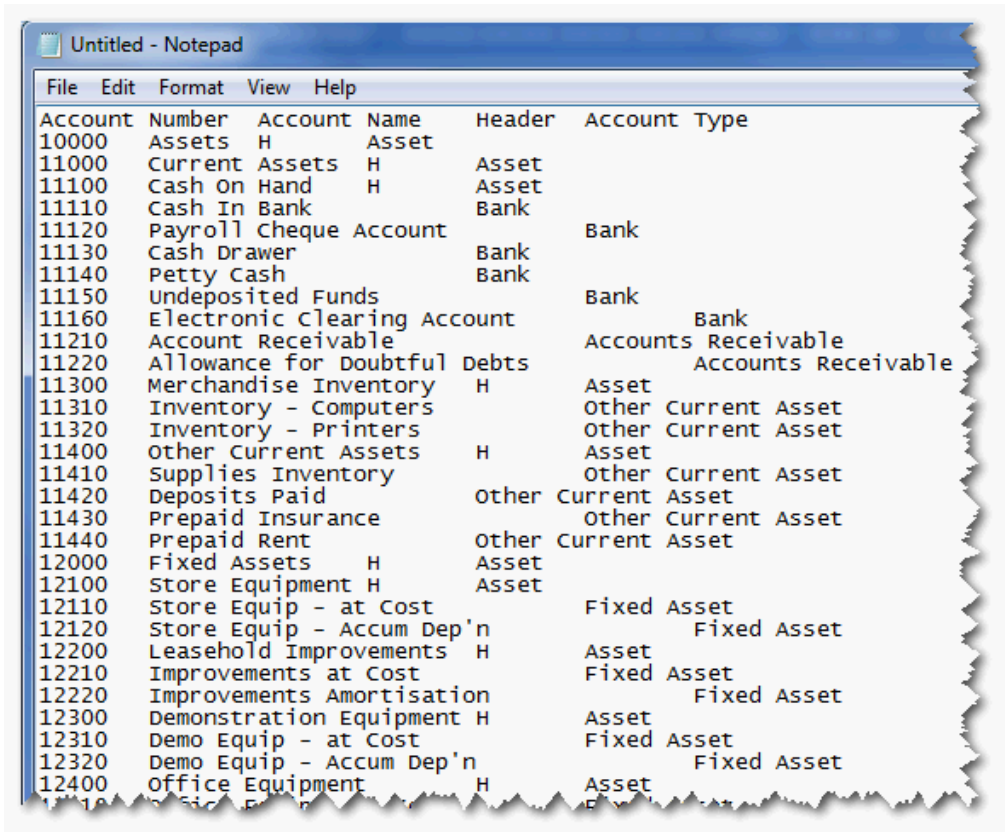 Untitled - Notepad
File Edit Format View Help
Account Number Account Name Header Account Type
10000 Assets H Asset
11000 Current Assets H Asset
11100 Cash On Hand H Asset
11110 Cash In Bank Bank
11120 Payroll Cheque Account Bank
11130 Cash Drawer Bank
11140 Petty Cash Bank
11150 Undeposited Funds Bank
11160 Electronic Clearing Account Bank
11210 Account Receivable Accounts Receivable
11220 Allowance for Doubtful Debts Accounts Receivable
11300 Merchandise Inventory H Asset
11310 Inventory - Computers Other Current Asset
11320 Inventory - Printers Other Current Asset
11400 Other Current Assets H Asset
11410 Supplies Inventory Other Current Asset
11420 Deposits Paid Other Current Asset
11430 Prepaid Insurance Other Current Asset
11440 Prepaid Rent Other Current Asset
12000 Fixed Assets H Asset
12100 Store Equipment H Asset
12110 Store Equip - at Cost Fixed Asset
12120 Store Equip - Accum Dep'n Fixed Asset
12200 Leasehold Improvements H Asset
12210 Improvements at Cost Fixed Asset
12220 Improvements Amortisation Fixed Asset
12300 Demonstration Equipment H Asset
12310 Demo Equip - at Cost Fixed Asset
12320 Demo Equip - Accum Dep'n Fixed Asset
12400 Office Equipment H Asset